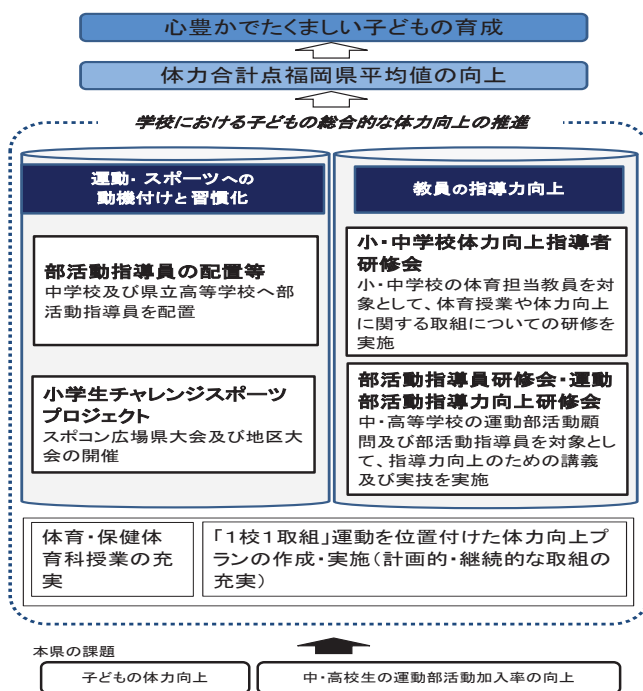 心豊かでたくましい子どもの育成
体力合計点福岡県平均値の向上
学校における子どもの総合的な体力向上の推進
運動・スポーツへの
動機付けと習慣化
部活動指導員の配置等
中学校及び県立高等学校へ部
活動指導員を配置
小学生チャレンジスポーツ
プロジェクト
スポコン広場県大会及び地区大
会の開催
教員の指導力向上
小・中学校体力向上指導者
研修会
小・中学校の体育担当教員を対
象として、体育授業や体力向上
に関する取組についての研修を
実施
部活動指導員研修会・運動
部活動指導力向上研修会
中・高等学校の運動部活動顧
問及び部活動指導員を対象とし
て、指導力向上のための講義
及び実技を実施
体育・保健体
育科授業の充
実
「1校1取組」運動を位置付けた体力向上プ
ランの作成・実施(計画的・継続的な取組の
充実)
本県の課題
子どもの体力向上
中・高校生の運動部活動加入率の向上